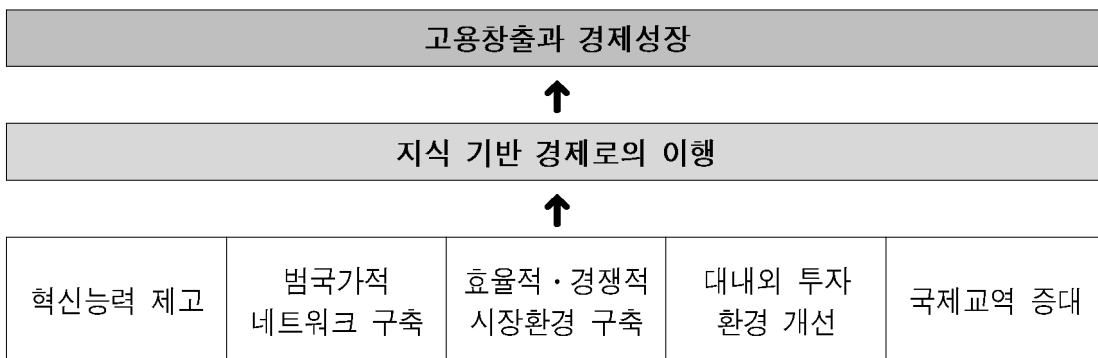 고용창출과 경제성장
지식 기반 경제로의 이행
혁신능력 제고
범국가적
네트워크 구축
효율적·경쟁적
시장환경 구축
대내외 투자
환경 개선
국제교역 증대